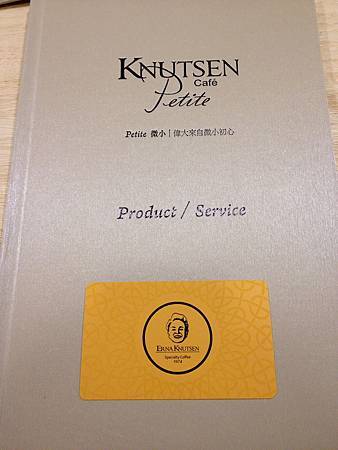 KNUTSEN
Café
Petite
Petite 微小 | 偉大來自微小初心
Product / Service
ERNA KNUTSEN
Specialty Coffee
1974